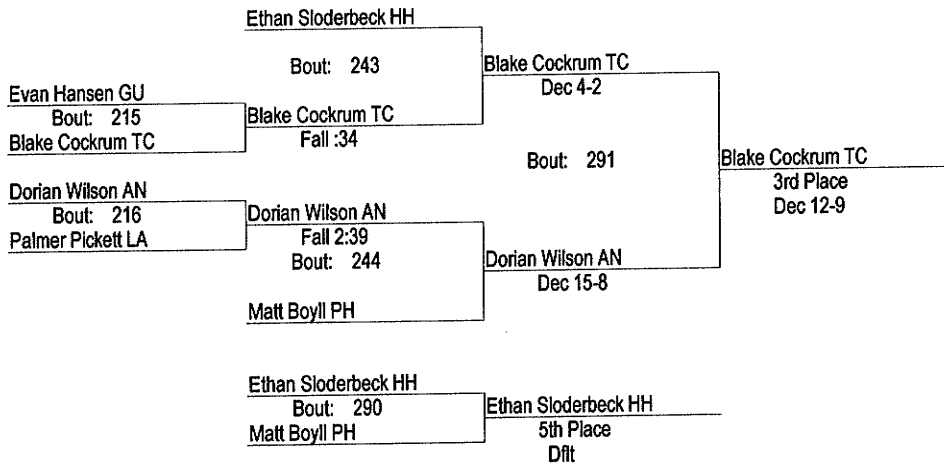 Ethan Sloderbeck HH
Bout: 243
Blake Cockrum TC
Dec 4-2
Evan Hansen GU
Bout: 215
Blake Cockrum TC
Blake Cockrum TC
Fall :34
Bout: 291
Blake Cockrum TC
3rd Place
Dec 12-9
Dorian Wilson AN
Bout: 216
Palmer Pickett LA
Dorian Wilson AN
Fall 2:39
Bout: 244
Dorian Wilson AN
Dec 15-8
Matt Boyll PH
Ethan Sloderbeck HH
Bout: 290
Matt Boyll PH
Ethan Sloderbeck HH
5th Place
Dflt